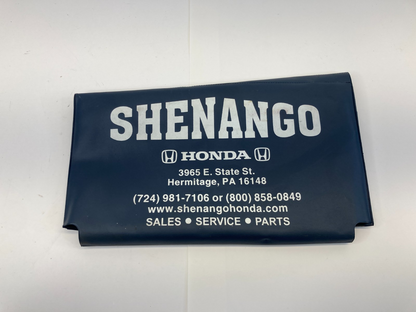 SHENANGO
HONDA
3965 E. State St.
Hermitage, PA 16148
(724) 981-7106 or (800) 858-0849
www.shenangohonda.com
SALES • SERVICE • PARTS